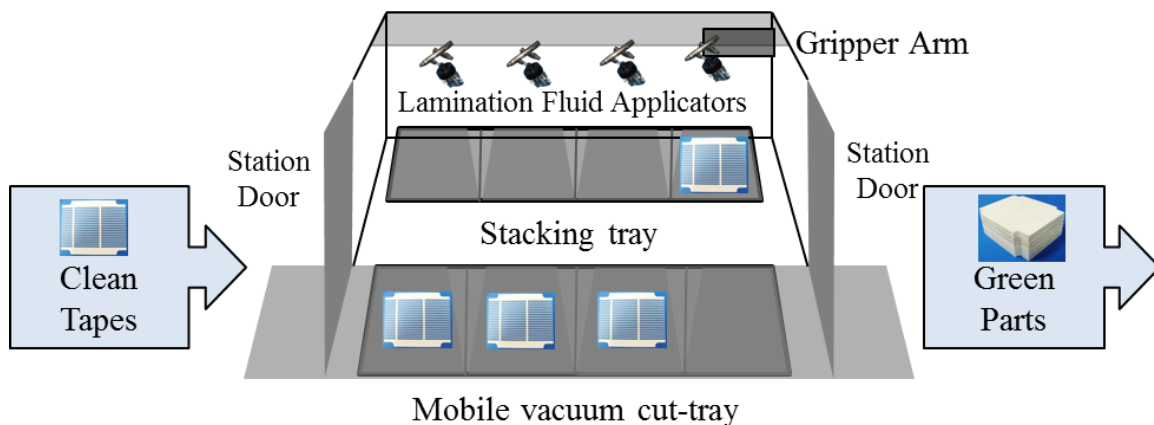 Gripper Arm
Lamination Fluid Applicators
Station
Door
Station
Door
Clean
Tapes
Stacking tray
Green
Parts
Mobile vacuum cut-tray